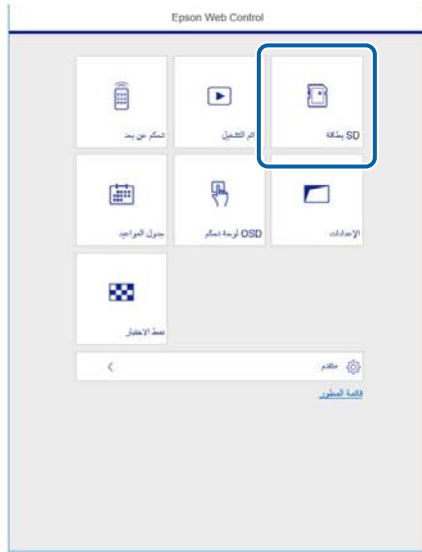 Epson Web Control
بطاقة SD
قم التشغيل
تحكم عن بعد
الإعدادات
OSD لوحة تحكم
جدول المواعيد
نمط الاختبار
متقدم
قائمة المطور